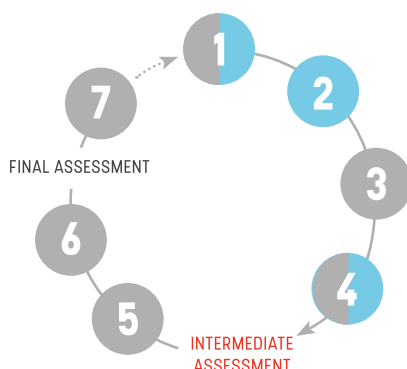 1
2
3
4
INTERMEDIATE
ASSESSMENT
5
6
FINAL ASSESSMENT
7